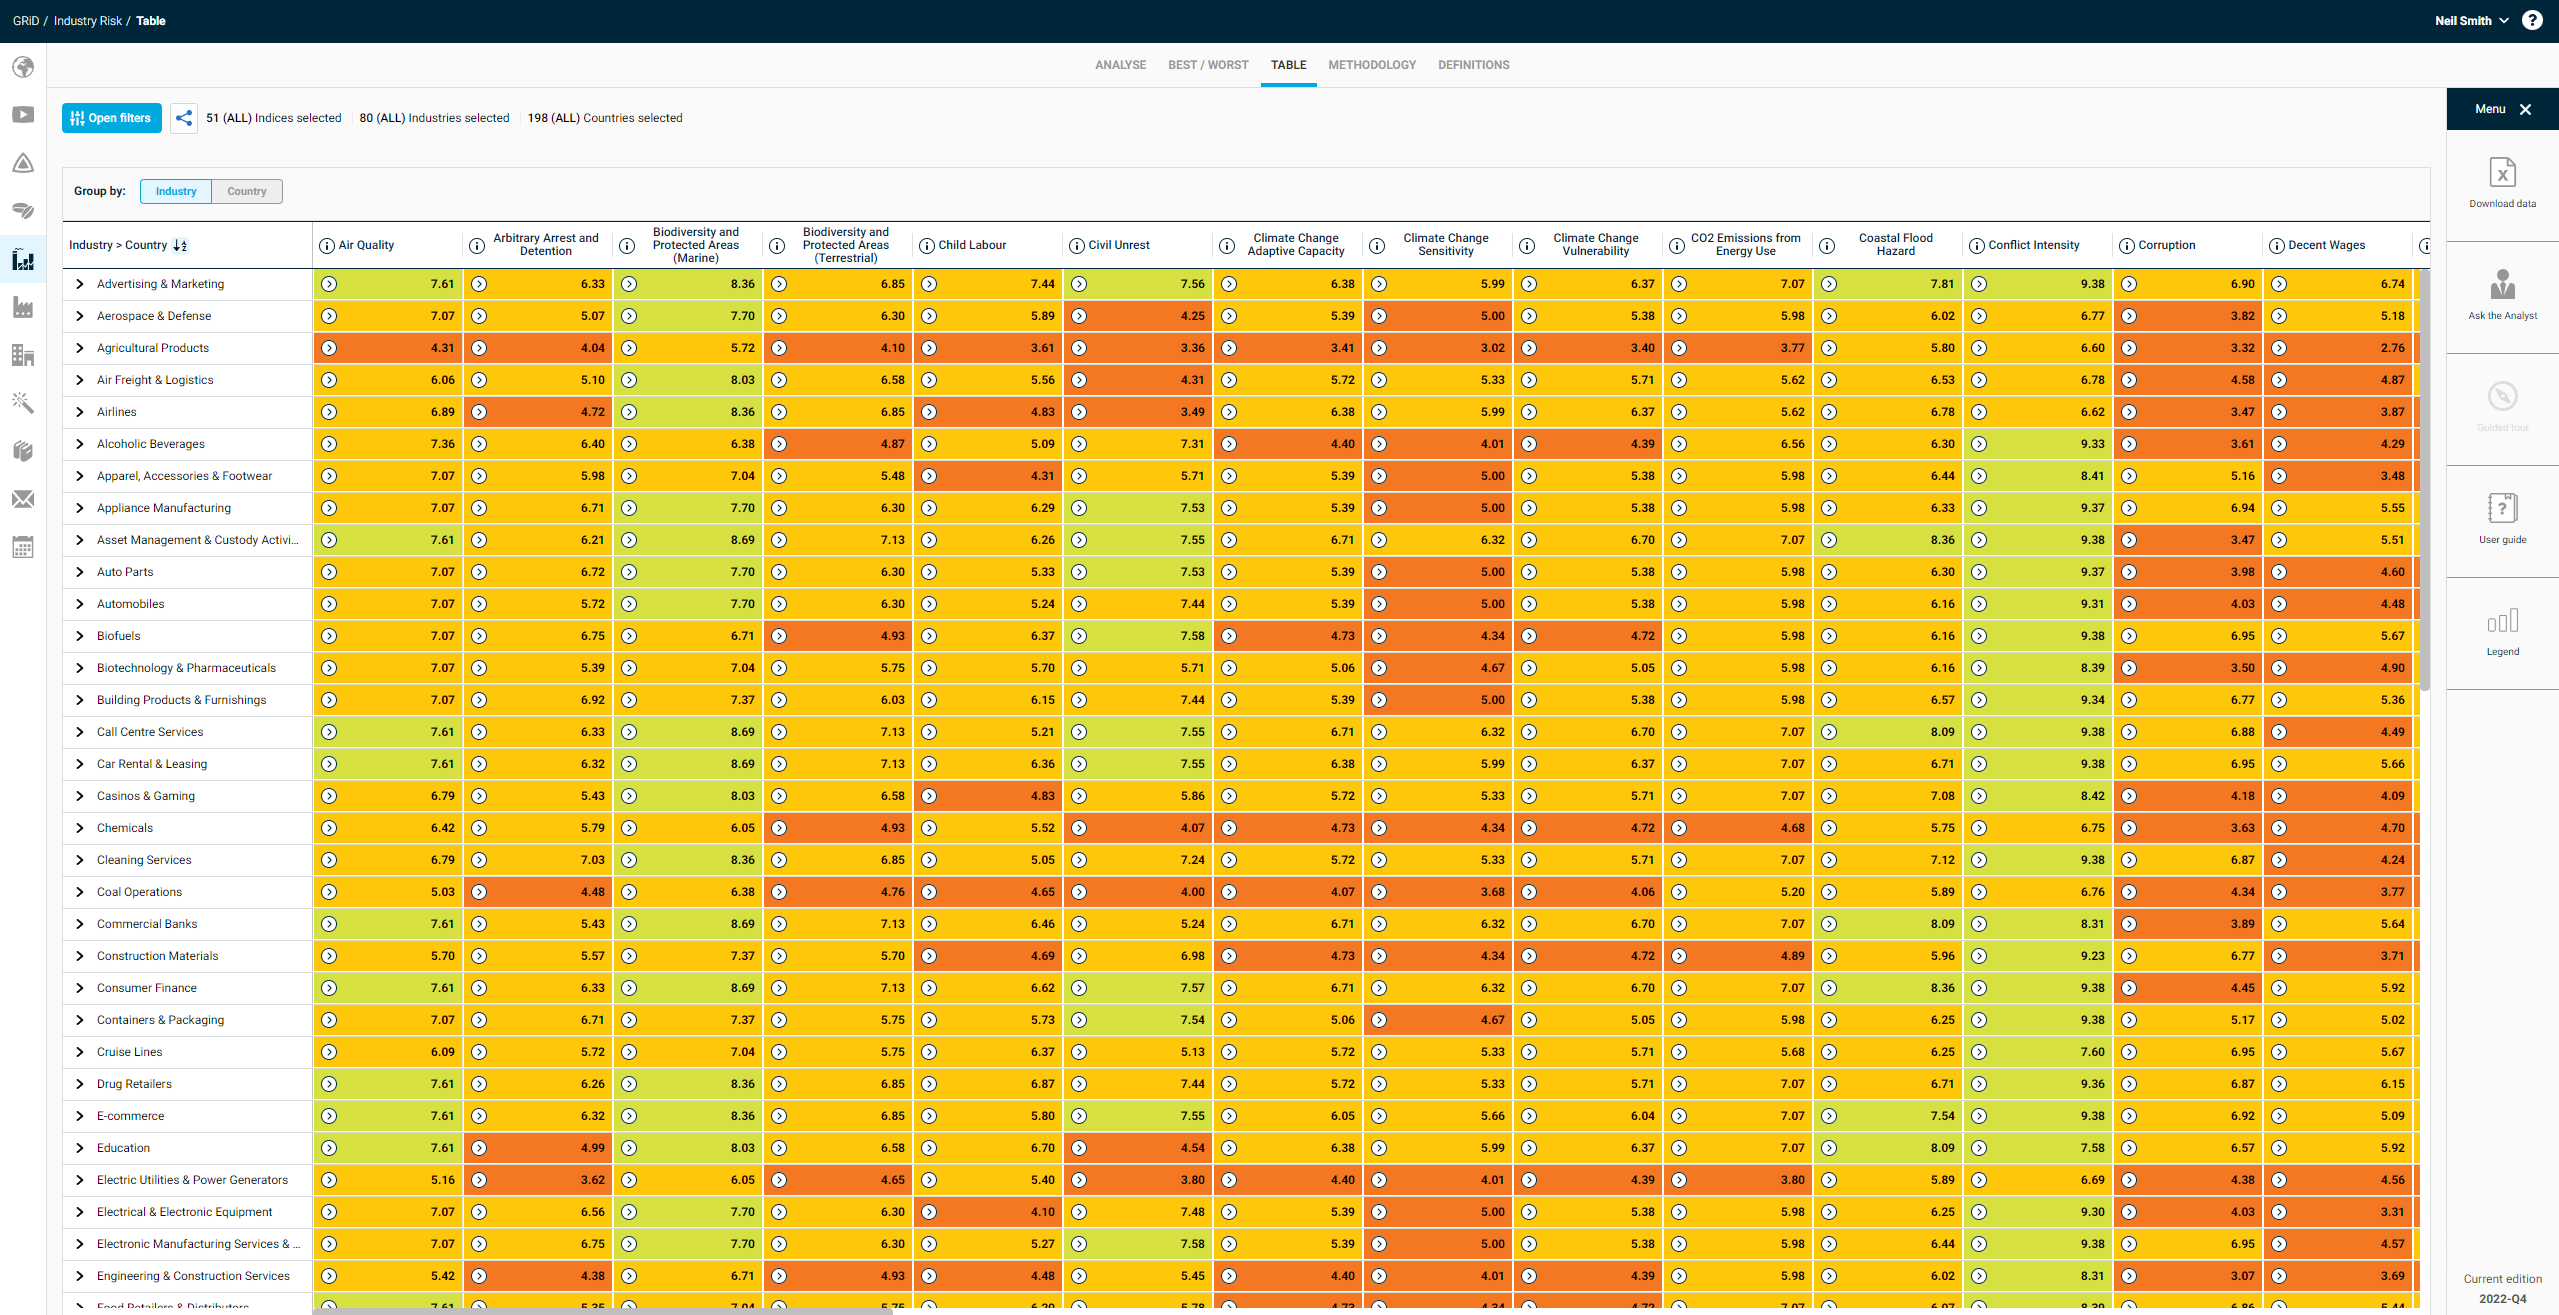 GRiD / Industry Risk / Table
Neil Smith
ANALYSE BEST / WORST TABLE METHODOLOGY DEFINITIONS
Open filters 51 (ALL) Indices selected 80 (ALL) Industries selected 198 (ALL) Countries selected
Menu
Download data
Ask the Analyst
Guided tour
User guide
Legend
Current edition
2022-Q4
Group by: Industry Country
Industry > Country Air Quality Arbitrary Arrest and Detention Biodiversity and Protected Areas (Marine) Biodiversity and Protected Areas (Terrestrial) Child Labour Civil Unrest Climate Change Adaptive Capacity Climate Change Sensitivity Climate Change Vulnerability CO2 Emissions from Energy Use Coastal Flood Hazard Conflict Intensity Corruption Decent Wages
Advertising & Marketing 7.61 6.33 8.36 6.85 7.44 7.56 6.38 5.99 6.37 7.07 7.81 9.38 6.90 6.74
Aerospace & Defense 7.07 5.07 7.70 6.30 5.89 4.25 5.39 5.00 5.38 5.98 6.02 6.77 3.82 5.18
Agricultural Products 4.31 4.04 5.72 4.10 3.61 3.36 3.41 3.02 3.40 3.77 5.80 6.60 3.32 2.76
Air Freight & Logistics 6.06 5.10 8.03 6.58 5.56 4.31 5.72 5.33 5.71 5.62 6.53 6.78 4.58 4.87
Airlines 6.89 4.72 8.36 6.85 4.83 3.49 6.38 5.99 6.37 5.62 6.78 6.62 3.47 3.87
Alcoholic Beverages 7.36 6.40 6.38 4.87 5.09 7.31 4.40 4.01 4.39 6.56 6.30 9.33 3.61 4.29
Apparel, Accessories & Footwear 7.07 5.98 7.04 5.48 4.31 5.71 5.39 5.00 5.38 5.98 6.44 8.41 5.16 3.48
Appliance Manufacturing 7.07 6.71 7.70 6.30 6.29 7.53 5.39 5.00 5.38 5.98 6.33 9.37 6.94 5.55
Asset Management & Custody Activi... 7.61 6.21 8.69 7.13 6.26 7.55 6.71 6.32 6.70 7.07 8.36 9.38 3.47 5.51
Auto Parts 7.07 6.72 7.70 6.30 5.33 7.53 5.39 5.00 5.38 5.98 6.30 9.37 3.98 4.60
Automobiles 7.07 5.72 7.70 6.30 5.24 7.44 5.39 5.00 5.38 5.98 6.16 9.31 4.03 4.48
Biofuels 7.07 6.75 6.71 4.93 6.37 7.58 4.73 4.34 4.72 5.98 6.16 9.38 6.95 5.67
Biotechnology & Pharmaceuticals 7.07 5.39 7.04 5.75 5.70 5.71 5.06 4.67 5.05 5.98 6.16 8.39 3.50 4.90
Building Products & Furnishings 7.07 6.92 7.37 6.03 6.15 7.44 5.39 5.00 5.38 5.98 6.57 9.34 6.77 5.36
Call Centre Services 7.61 6.33 8.69 7.13 5.21 7.55 6.71 6.32 6.70 7.07 8.09 9.38 6.88 4.49
Car Rental & Leasing 7.61 6.32 8.69 7.13 6.36 7.55 6.38 5.99 6.37 7.07 6.71 9.38 6.95 5.66
Casinos & Gaming 6.79 5.43 8.03 6.58 4.83 5.86 5.72 5.33 5.71 7.07 7.08 8.42 4.18 4.09
Chemicals 6.42 5.79 6.05 4.93 5.52 4.07 4.73 4.34 4.72 4.68 5.75 6.75 3.63 4.70
Cleaning Services 6.79 7.03 8.36 6.85 5.05 7.24 5.72 5.33 5.71 7.07 7.12 9.38 6.87 4.24
Coal Operations 5.03 4.48 6.38 4.76 4.65 4.00 4.07 3.68 4.06 5.20 5.89 6.76 4.34 3.77
Commercial Banks 7.61 5.43 8.69 7.13 6.46 5.24 6.71 6.32 6.70 7.07 8.09 8.31 3.89 5.64
Construction Materials 5.70 5.57 7.37 5.70 4.69 6.98 4.73 4.34 4.72 4.89 5.96 9.23 6.77 3.71
Consumer Finance 7.61 6.33 8.69 7.13 6.62 7.57 6.71 6.32 6.70 7.07 8.36 9.38 4.45 5.92
Containers & Packaging 7.07 6.71 7.37 5.75 5.73 7.54 5.06 4.67 5.05 5.98 6.25 9.38 5.17 5.02
Cruise Lines 6.09 5.72 7.04 5.75 6.37 5.13 5.72 5.33 5.71 5.68 6.25 7.60 6.95 5.67
Drug Retailers 7.61 6.26 8.36 6.85 6.87 7.44 5.72 5.33 5.71 7.07 6.71 9.36 6.87 6.15
E-commerce 7.61 6.32 8.36 6.85 5.80 7.55 6.05 5.66 6.04 7.07 7.54 9.38 6.92 5.09
Education 7.61 4.99 8.03 6.58 6.70 4.54 6.38 5.99 6.37 7.07 8.09 7.58 6.57 5.92
Electric Utilities & Power Generators 5.16 3.62 6.05 4.65 5.40 3.80 4.40 4.01 4.39 3.80 5.89 6.69 4.38 4.56
Electrical & Electronic Equipment 7.07 6.56 7.70 6.30 4.10 7.48 5.39 5.00 5.38 5.98 6.25 9.30 4.03 3.31
Electronic Manufacturing Services & ... 7.07 6.75 7.70 6.30 5.27 7.58 5.39 5.00 5.38 5.98 6.44 9.38 6.95 4.57
Engineering & Construction Services 5.42 4.38 6.71 4.93 4.48 5.45 4.40 4.01 4.39 5.98 6.02 8.31 3.07 3.69